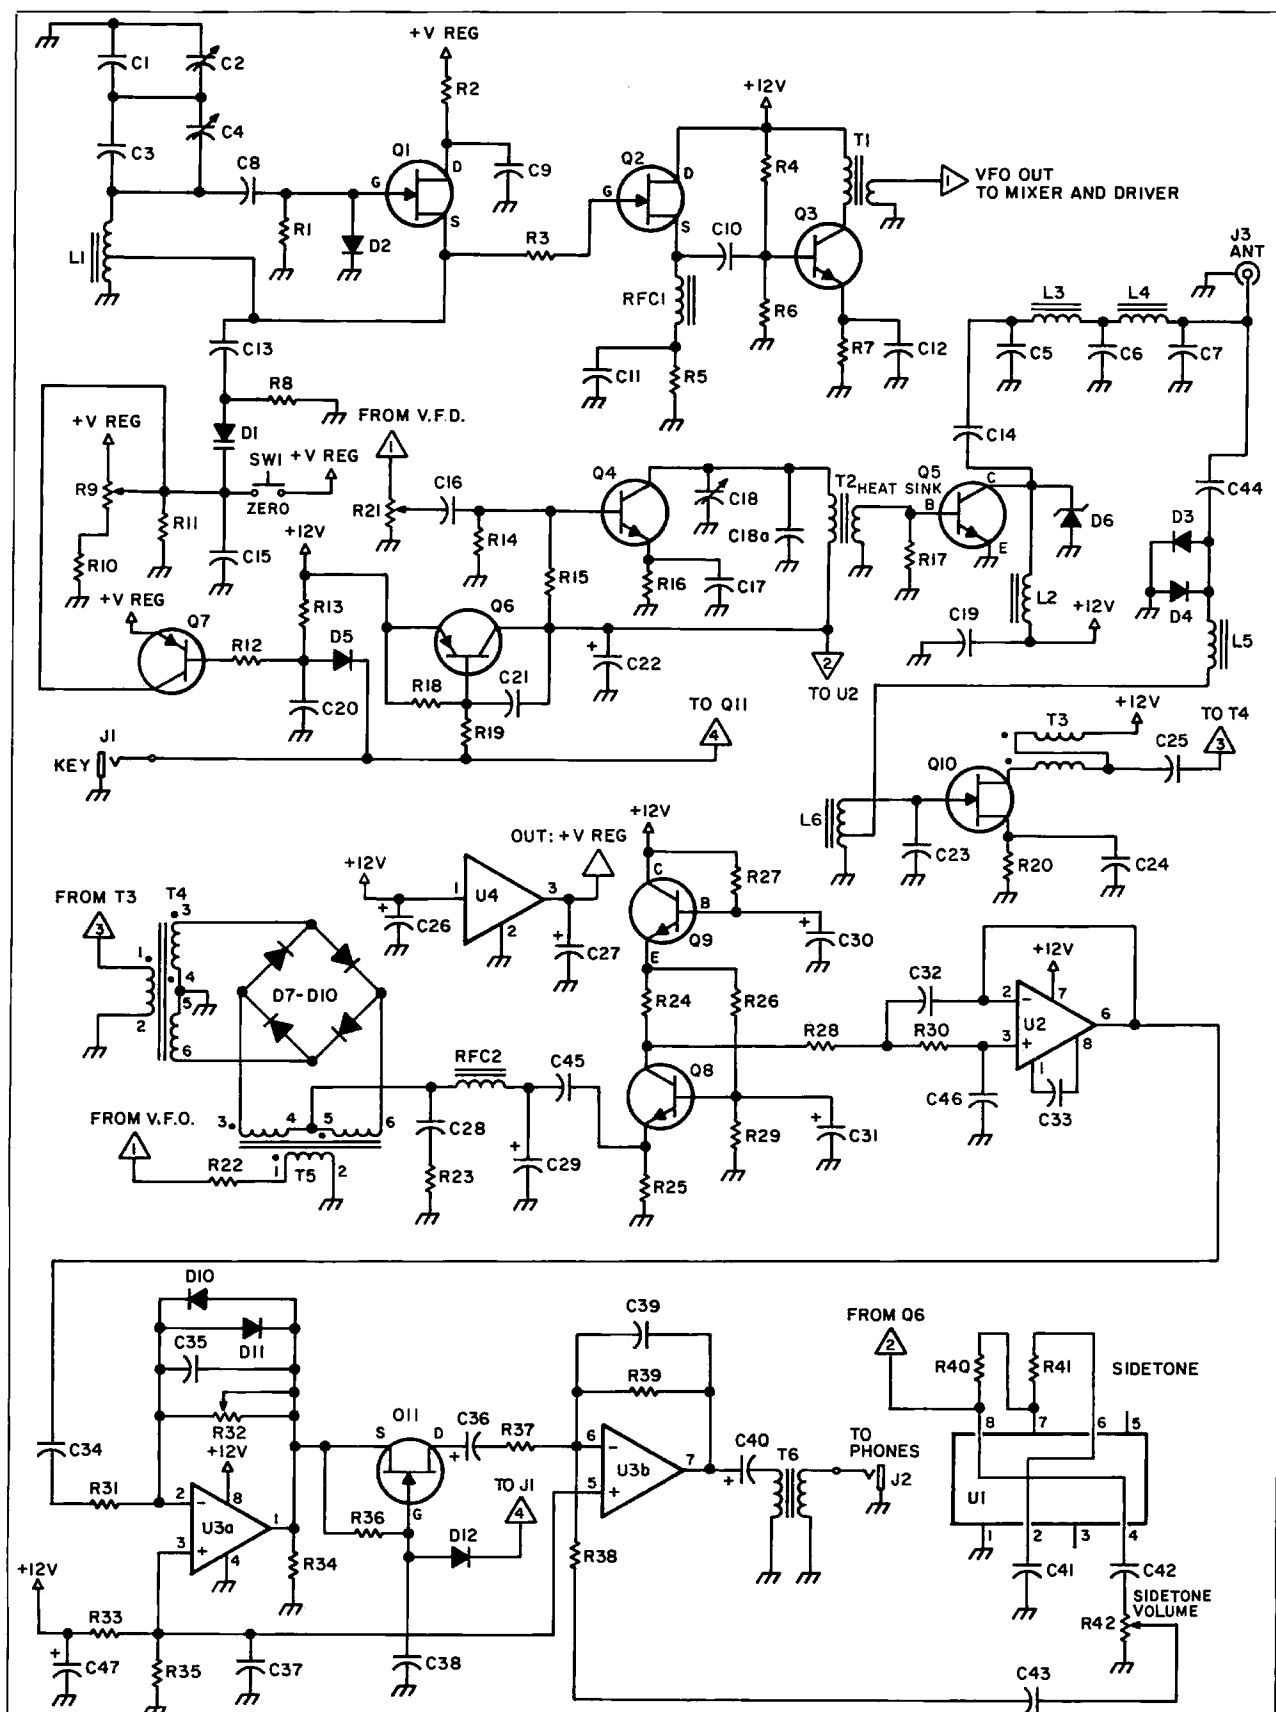 +V REG
C1
C2
R2
+12V
C4
T1
C3
C8
Q1
D
C9
Q2
D
R4
1
VFO OUT
TO MIXER AND DRIVER
G
G
Q3
S
S
C10
R1
D2
R3
J3
ANT
L1
RFC1
R6
L3
L4
C13
R7
C12
C5
C6
C7
R8
C11
R5
FROM V.F.D.
+V REG
D1
1
C14
SW1
+V REG
Q4
Q5
C
R9
C16
T2
HEAT SINK
C44
R21
C18
B
ZERO
R11
+12V
D6
D3
R14
C18a
E
R10
C15
R17
R15
R16
C17
L2
+12V
D4
+V REG
R13
Q6
C19
Q7
L5
R12
D5
+
C22
2
TO U2
R18
C21
C20
TO Q11
+12V
TO T4
T3
J1
R19
4
C25
3
KEY
Q10
+12V
OUT: +V REG
L6
+12V
C
R27
C23
R20
C24
FROM T3
T4
1
U4
3
B
3
3
+
C26
2
+
C27
Q9
+
C30
1
E
C32
+12V
4
D7-D10
R24
R26
5
2
-
7
2
R28
R30
U2
6
6
3
+
8
RFC2
C45
Q8
1
FROM V.F.O.
C46
C33
3
4
5
6
C28
1
+
C29
R29
+
C31
R22
1
T5
2
R23
R25
D10
C39
FROM Q6
D11
2
C35
R40
R41
SIDETONE
R39
R32
Q11
8
7
6
5
+12V
S
D
C36
R37
TO
PHONES
C34
+
6
-
7
C40
T6
R31
2
-
8
TO J1
U3b
J2
U1
U3a
1
G
4
5
+
+
3
+
4
R36
D12
1
2
3
4
R34
R38
+12V
C41
C42
SIDETONE
VOLUME
R33
R42
+
C47
R35
C37
C38
C43